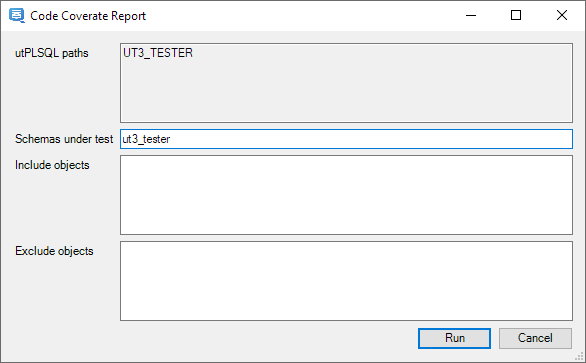 Code Coverate Report
utPLSQL paths
UT3_TESTER
Schemas under test
ut3_tester
Include objects
Exclude objects
Run
Cancel